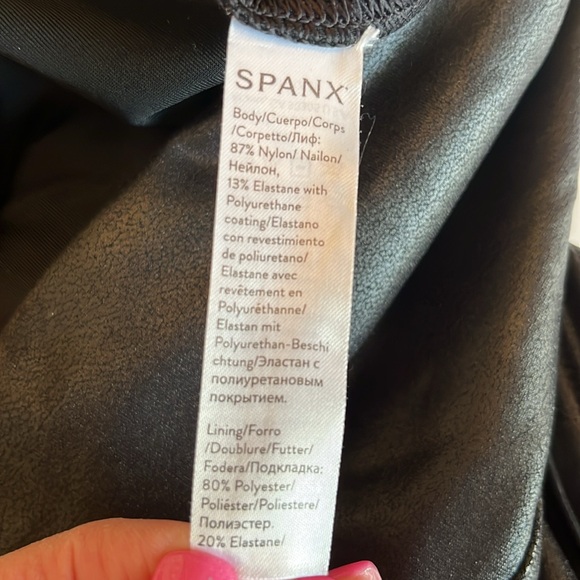 SPANX
Body/Cuerpo/Corps
/Corpetto/Лиф:
87% Nylon/ Nailon/
Нейлон,
13% Elastane with
Polyurethane
coating/Elastano
con revestimiento
de poliuretano/
Elastane avec
revêtement en
Polyuréthanne/
Elastan mit
Polyurethan-Beschi
chtung/Эластан с
полиуретановым
покрытием.
Lining/Forro
/Doublure/Futter/
Fodera/Подкладка:
80% Polyester/
Poliéster/Poliestere/
Полиэстер.
20% Elastane/